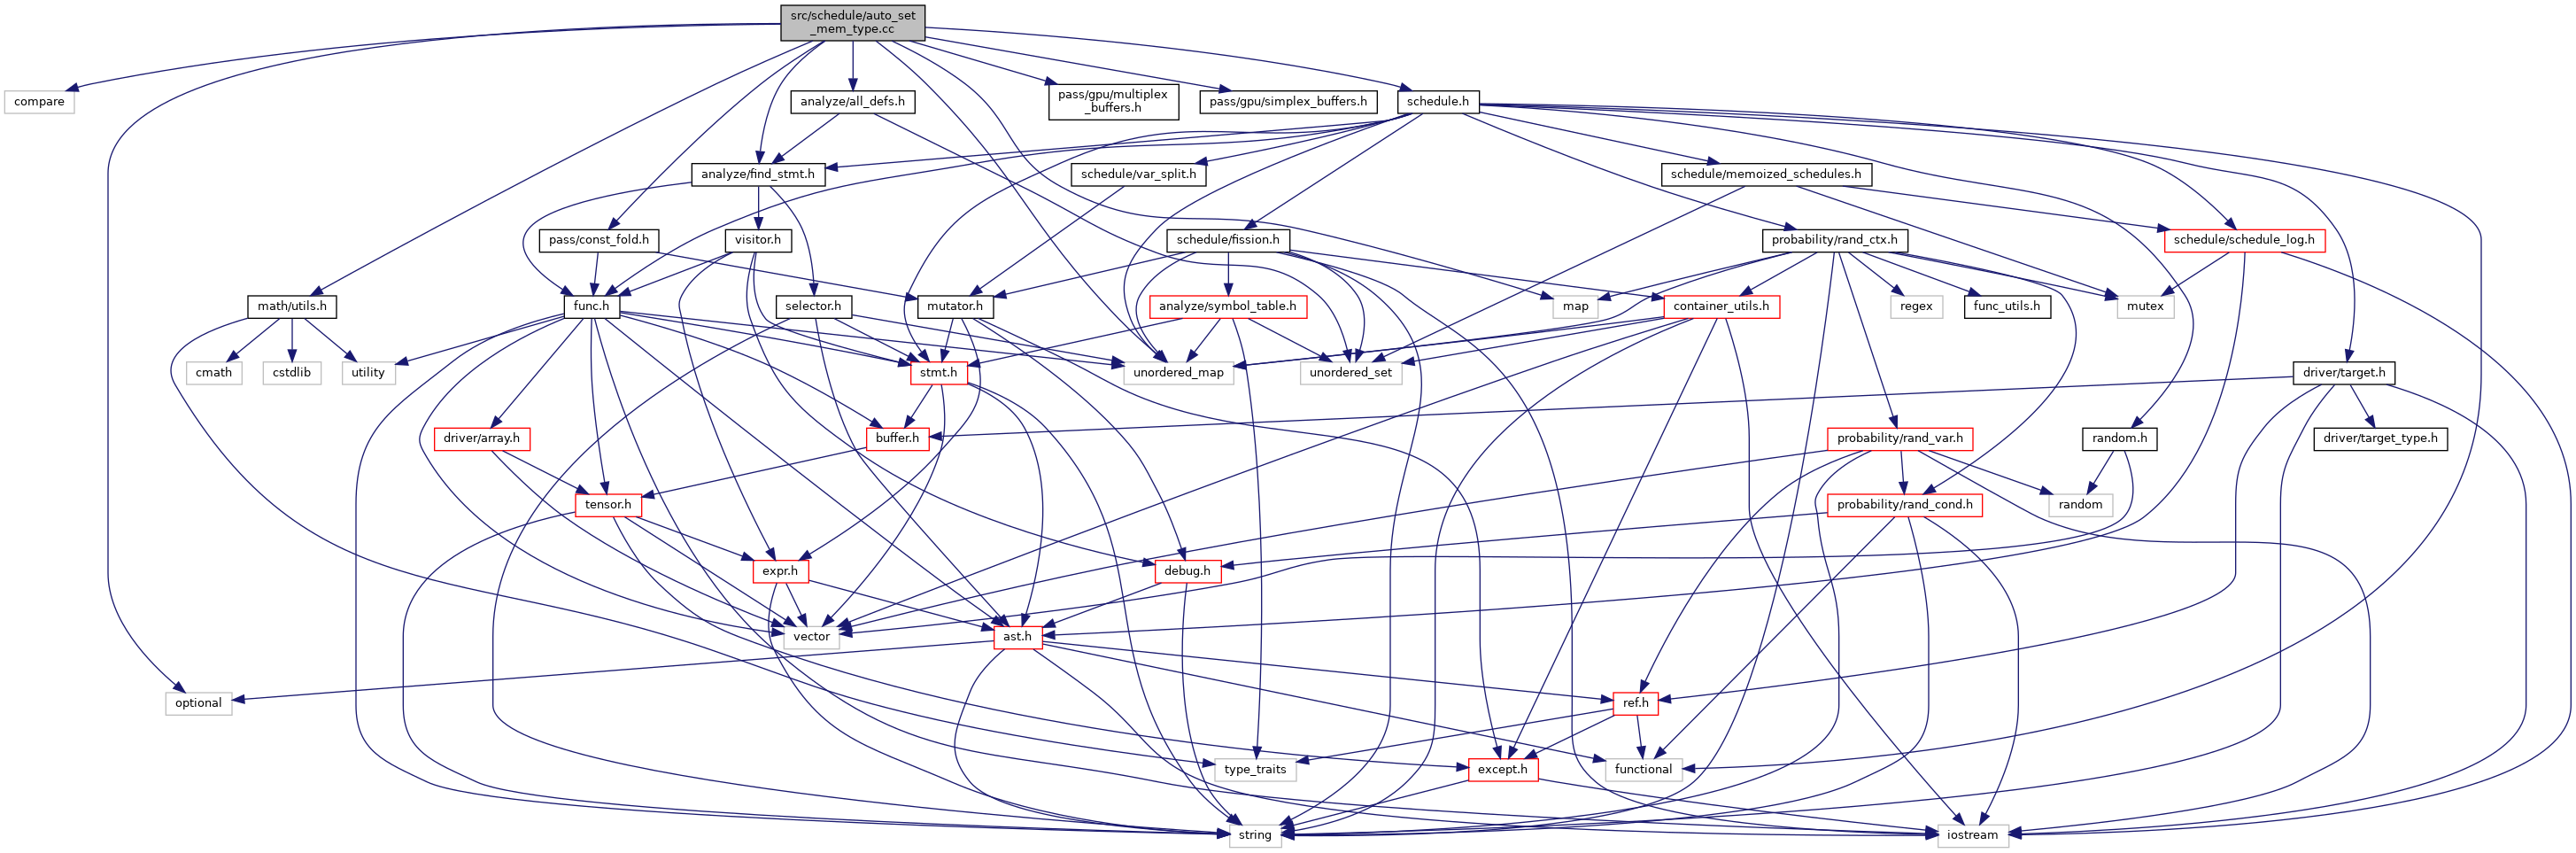 src/schedule/auto_set
_mem_type.cc
compare
analyze/all_defs.h
pass/gpu/multiplex
_buffers.h
pass/gpu/simplex_buffers.h
schedule.h
analyze/find_stmt.h
schedule/var_split.h
schedule/memoized_schedules.h
pass/const_fold.h
visitor.h
schedule/fission.h
probability/rand_ctx.h
schedule/schedule_log.h
math/utils.h
func.h
selector.h
mutator.h
analyze/symbol_table.h
map
container_utils.h
regex
func_utils.h
mutex
cmath
cstdlib
utility
stmt.h
unordered_map
unordered_set
driver/target.h
driver/array.h
buffer.h
probability/rand_var.h
random.h
driver/target_type.h
tensor.h
probability/rand_cond.h
random
expr.h
debug.h
vector
ast.h
optional
ref.h
type_traits
except.h
functional
string
iostream